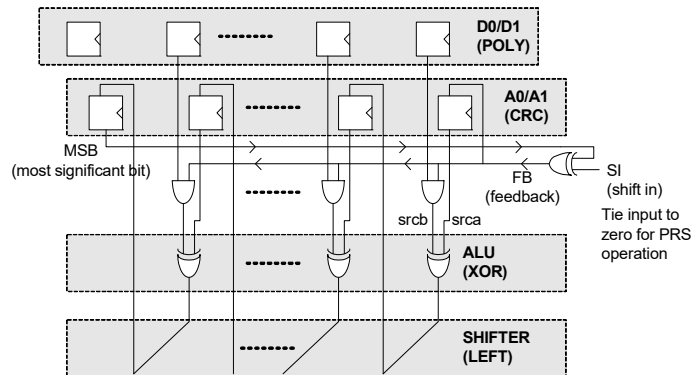 D0/D1
(POLY)
A0/A1
(CRC)
MSB
(most significant bit)
FB
(feedback)
SI
(shift in)
Tie input to
zero for PRS
operation
srcb
srca
ALU
(XOR)
SHIFTER
(LEFT)